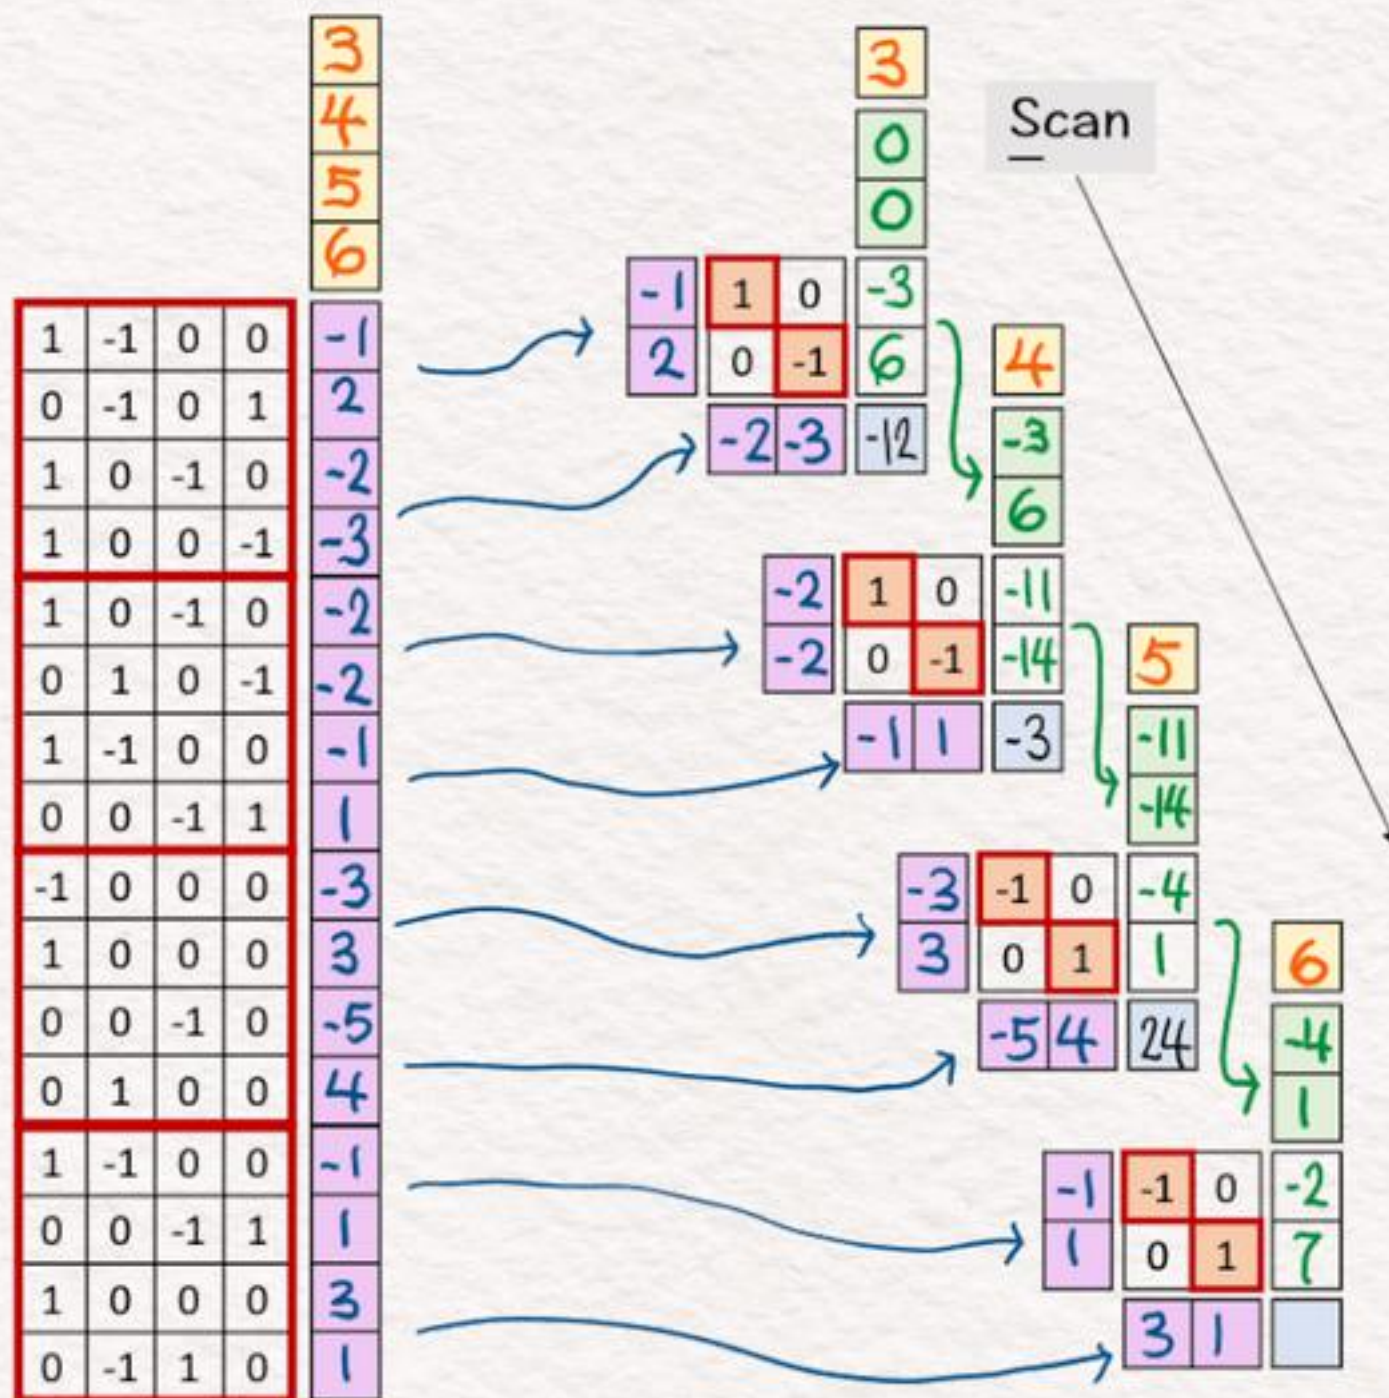 3
4
5
6
1 -1 0 0 -1
0 -1 0 1 2
1 0 -1 0 -2
1 0 0 -1 -3
1 0 -1 0 -2
0 1 0 -1 -2
1 -1 0 0 -1
0 0 -1 1 1
-1 0 0 0 -3
1 0 0 0 3
0 0 -1 0 -5
0 1 0 0 4
1 -1 0 0 -1
0 0 -1 1 1
1 0 0 0 3
0 -1 1 0 1
3
0
0
-1 1 0 -3
2 0 -1 6
-2 -3 -12
Scan
4
-3
6
-2 1 0 -11
-2 0 -1 -14
-1 1 -3
5
-11
-14
-3 -1 0 -4
3 0 1 1
-5 4 24
6
-4
1
-1 -1 0 -2
1 0 1 7
3 1